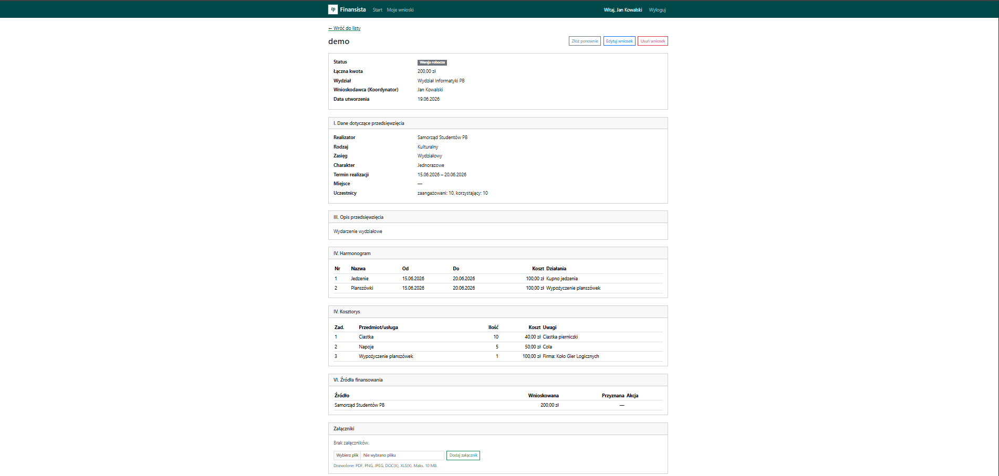 Finansista Start Moje wnioski Witaj, Jan Kowalski Wyloguj
← Wróć do listy
demo Złóż ponownie Edytuj wniosek Usuń wniosek
Status Wersja robocza
Łączna kwota 200,00 zł
Wydział Wydział Informatyki PB
Wnioskodawca (Koordynator) Jan Kowalski
Data utworzenia 19.06.2026
I. Dane dotyczące przedsięwzięcia
Realizator Samorząd Studentów PB
Rodzaj Kulturalny
Zasięg Wydziałowy
Charakter Jednorazowe
Termin realizacji 15.06.2026 – 20.06.2026
Miejsce —
Uczestnicy zaangażowani: 10, korzystający: 10
III. Opis przedsięwzięcia
Wydarzenie wydziałowe
IV. Harmonogram
Nr Nazwa Od Do Koszt Działania
1 Jedzenie 15.06.2026 20.06.2026 100,00 zł Kupno jedzenia
2 Planszówki 15.06.2026 20.06.2026 100,00 zł Wypożyczenie planszówek
IV. Kosztorys
Zad. Przedmiot/usługa Ilość Koszt Uwagi
1 Ciastka 10 40,00 zł Ciastka pierniczki
2 Napoje 5 50,00 zł Cola
3 Wypożyczenie planszówek 1 100,00 zł Firma: Koło Gier Logicznych
VI. Źródła finansowania
Źródło Wnioskowana Przyznana Akcja
Samorząd Studentów PB 200,00 zł —
Załączniki
Brak załączników.
Wybierz plik Nie wybrano pliku Dodaj załącznik
Dozwolone: PDF, PNG, JPEG, DOC(X), XLS(X). Maks. 10 MB.